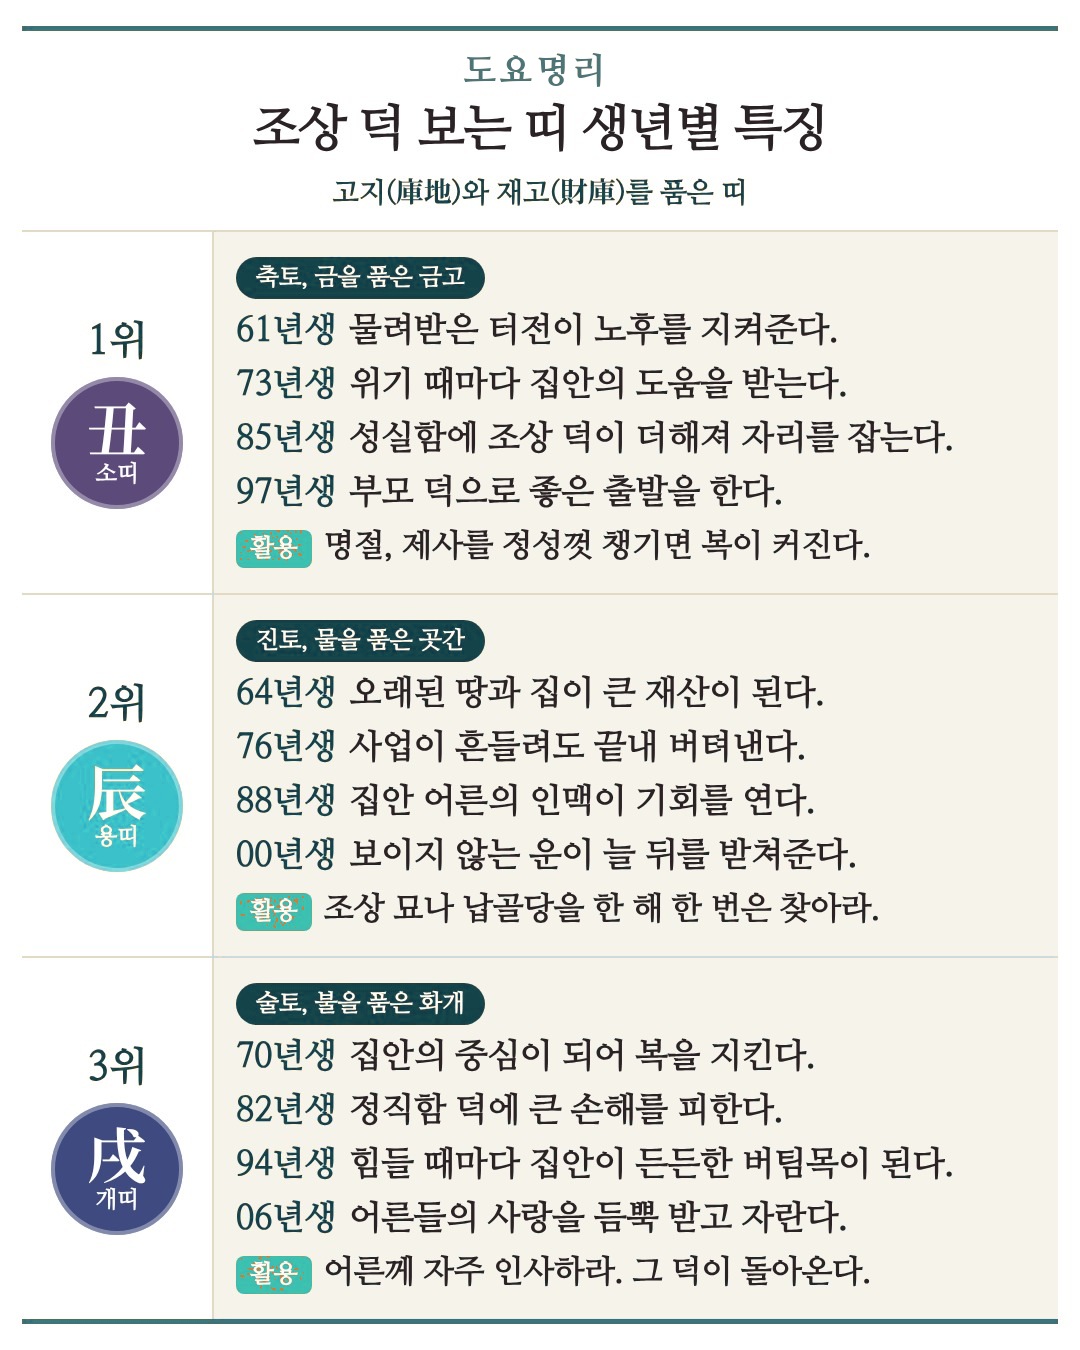 도요명리
조상 덕 보는 띠 생년별 특징
고지(庫地)와 재고(財庫)를 품은 띠
1위
丑
소띠
축토, 금을 품은 금고
61년생 물려받은 터전이 노후를 지켜준다.
73년생 위기 때마다 집안의 도움을 받는다.
85년생 성실함에 조상 덕이 더해져 자리를 잡는다.
97년생 부모 덕으로 좋은 출발을 한다.
활용 명절, 제사를 정성껏 챙기면 복이 커진다.
2위
辰
용띠
진토, 물을 품은 곳간
64년생 오래된 땅과 집이 큰 재산이 된다.
76년생 사업이 흔들려도 끝내 버텨낸다.
88년생 집안 어른의 인맥이 기회를 연다.
00년생 보이지 않는 운이 늘 뒤를 받쳐준다.
활용 조상 묘나 납골당을 한 해 한 번은 찾아라.
3위
戌
개띠
술토, 불을 품은 화개
70년생 집안의 중심이 되어 복을 지킨다.
82년생 정직함 덕에 큰 손해를 피한다.
94년생 힘들 때마다 집안이 든든한 버팀목이 된다.
06년생 어른들의 사랑을 듬뿍 받고 자란다.
활용 어른께 자주 인사하라. 그 덕이 돌아온다.